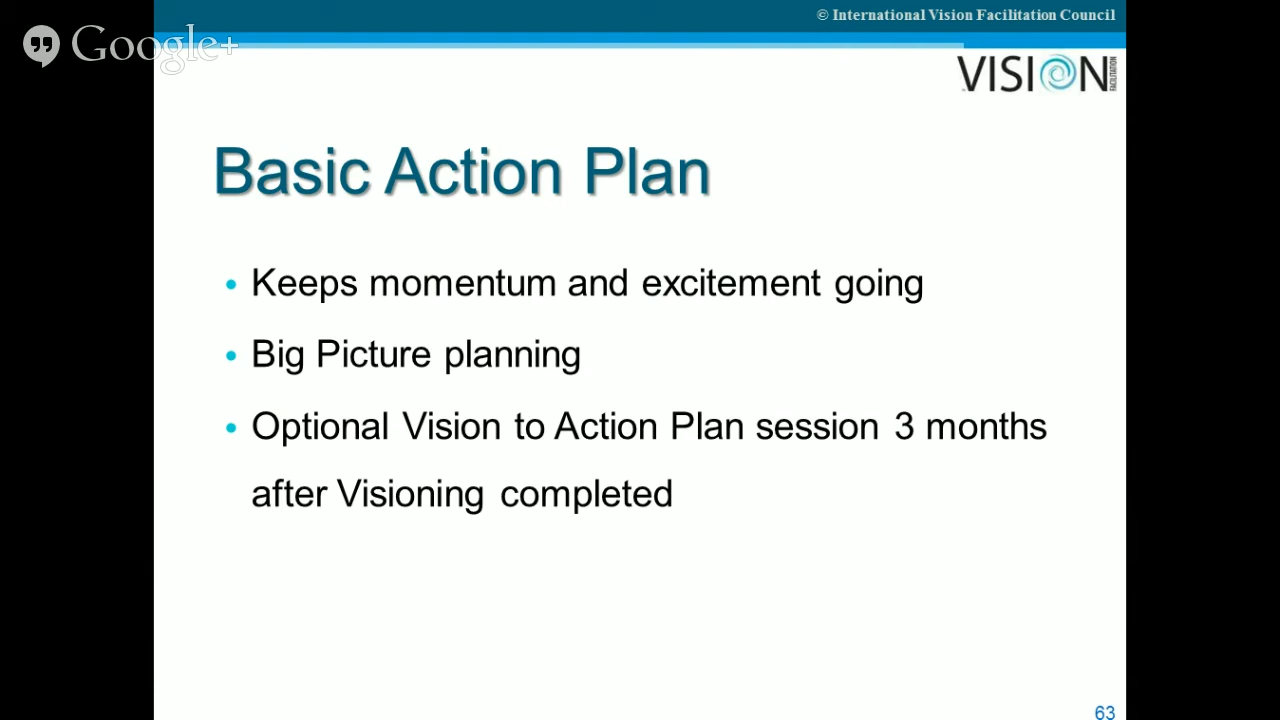 © International Vision Facilitation Council
Google+
VISION
FACILITATION
Basic Action Plan
• Keeps momentum and excitement going
• Big Picture planning
• Optional Vision to Action Plan session 3 months
after Visioning completed
63